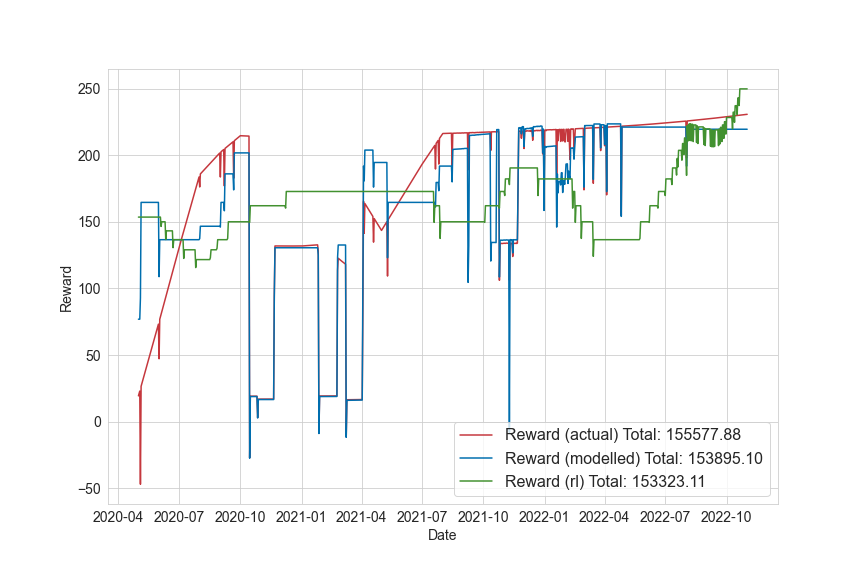 250
200
150
100
50
0
−50
Reward
2020-04 2020-07 2020-10 2021-01 2021-04 2021-07 2021-10 2022-01 2022-04 2022-07 2022-10
Date
Reward (actual) Total: 155577.88
Reward (modelled) Total: 153895.10
Reward (rl) Total: 153323.11